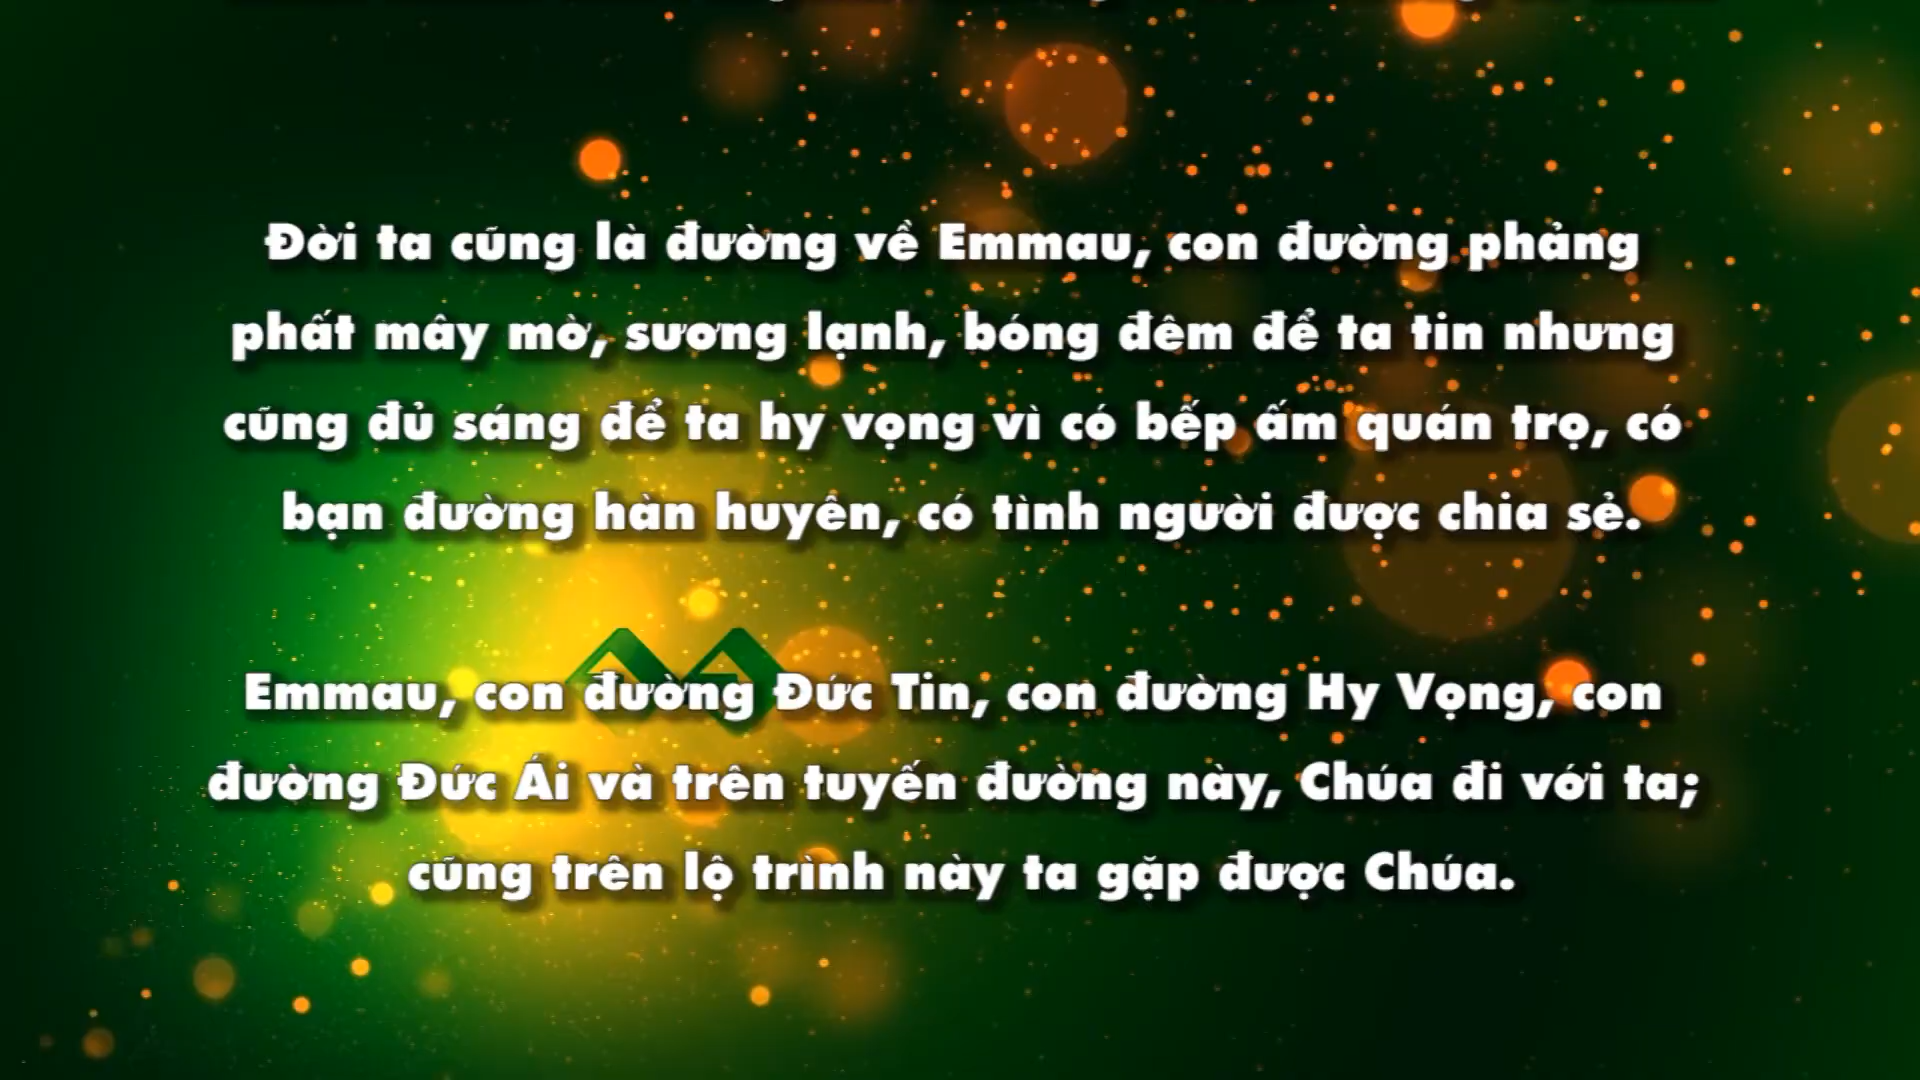 Đời ta cũng là đường về Emmau, con đường phảng
phất mây mờ, sương lạnh, bóng đêm để ta tin nhưng
cũng đủ sáng để ta hy vọng vì có bếp ấm quán trọ, có
bạn đường hàn huyên, có tình người được chia sẻ.
Emmau, con đường Đức Tin, con đường Hy Vọng, con
đường Đức Ái và trên tuyến đường này, Chúa đi với ta;
cũng trên lộ trình này ta gặp được Chúa.